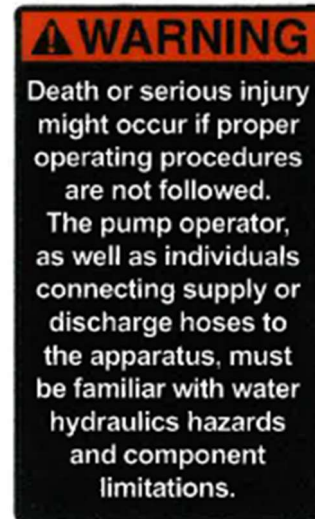 WARNING
Death or serious injury
might occur if proper
operating procedures
are not followed.
The pump operator,
as well as individuals
connecting supply or
discharge hoses to
the apparatus, must
be familiar with water
hydraulics hazards
and component
limitations.